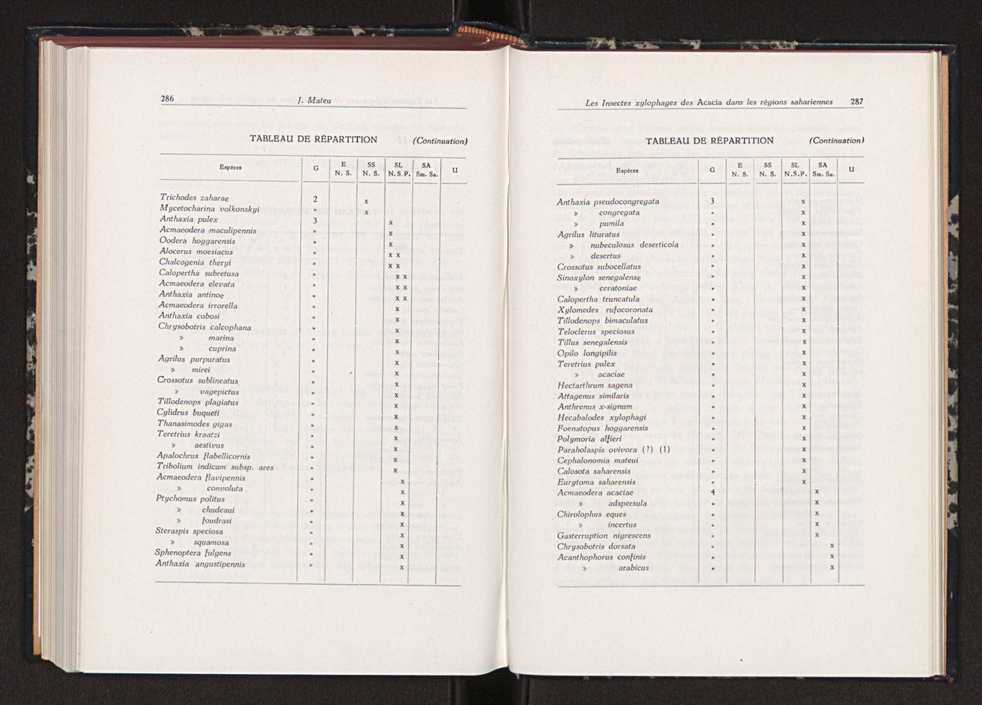 286 J. Mateu
TABLEAU DE RÉPARTITION (Continuation)
Espèces G E N. S. SS N. S. SL N. S. P. SA Sm. Sa. U
Trichodes zaharae 2 x
Mycetocharina volkonskyi » x
Anthaxia pulex 3 x
Acmaeodera maculipennis » x
Oodera hoggarensis » x
Alocerus moesiacus » x x
Chalcogenia theryi » x x
Calopertha subretusa » x x
Acmaeodera elevata » x x
Anthaxia antinoe » x x
Acmaeodera irrorella » x
Anthaxia cobosi » x
Chrysobotris calcophana » x
» marina » x
» cuprina » x
Agrilus purpuratus » x
» mirei » x
Crossotus sublineatus » x
» vagepictus » x
Tillodenops plagiatus » x
Cylidrus buqueti » x
Thanasimodes gigas » x
Teretrius kraatzi » x
» aestivus » x
Apalochrus flabellicornis » x
Tribolium indicum subsp. ares » x
Acmaeodera flavipennis » x
» convoluta » x
Ptychomus politus » x
» chudeaui » x
» foudrasi » x
Steraspis speciosa » x
» squamosa » x
Sphenoptera fulgens » x
Anthaxia angustipennis » x
Les Insectes xylophages des Acacia dans les régions sahariennes 287
TABLEAU DE RÉPARTITION (Continuation)
Espèces G E N. S. SS N. S. SL N. S. P. SA Sm. Sa. U
Anthaxia pseudocongregata 3 x
» congregata » x
» pumila » x
Agrilus lituratus » x
» nubeculosus deserticola » x
» desertus » x
Crossotus subocellatus » x
Sinoxylon senegalense » x
» ceratoniae » x
Calopertha truncatula » x
Xylomedes rufocoronata » x
Tillodenops bimaculatus » x
Teloclerus speciosus » x
Tillus senegalensis » x
Opilo longipilis » x
Teretrius pulex » x
» acaciae » x
Hectarthrum sagena » x
Attagenus similaris » x
Anthrenus x-signum » x
Hecabalodes xylophagi » x
Foenatopus hoggarensis » x
Polymoria alfieri » x
Paraholaspis ovivora (?) (1) » x
Cephalonomia mateui » x
Calosota saharensis » x
Eurytoma saharensis » x
Acmaeodera acaciae 4 x
» adspersula » x
Chirolophus eques » x
» incertus » x
Gasterruption nigrescens » x
Chrysobotris dorsata » x
Acanthophorus confinis » x
» arabicus » x